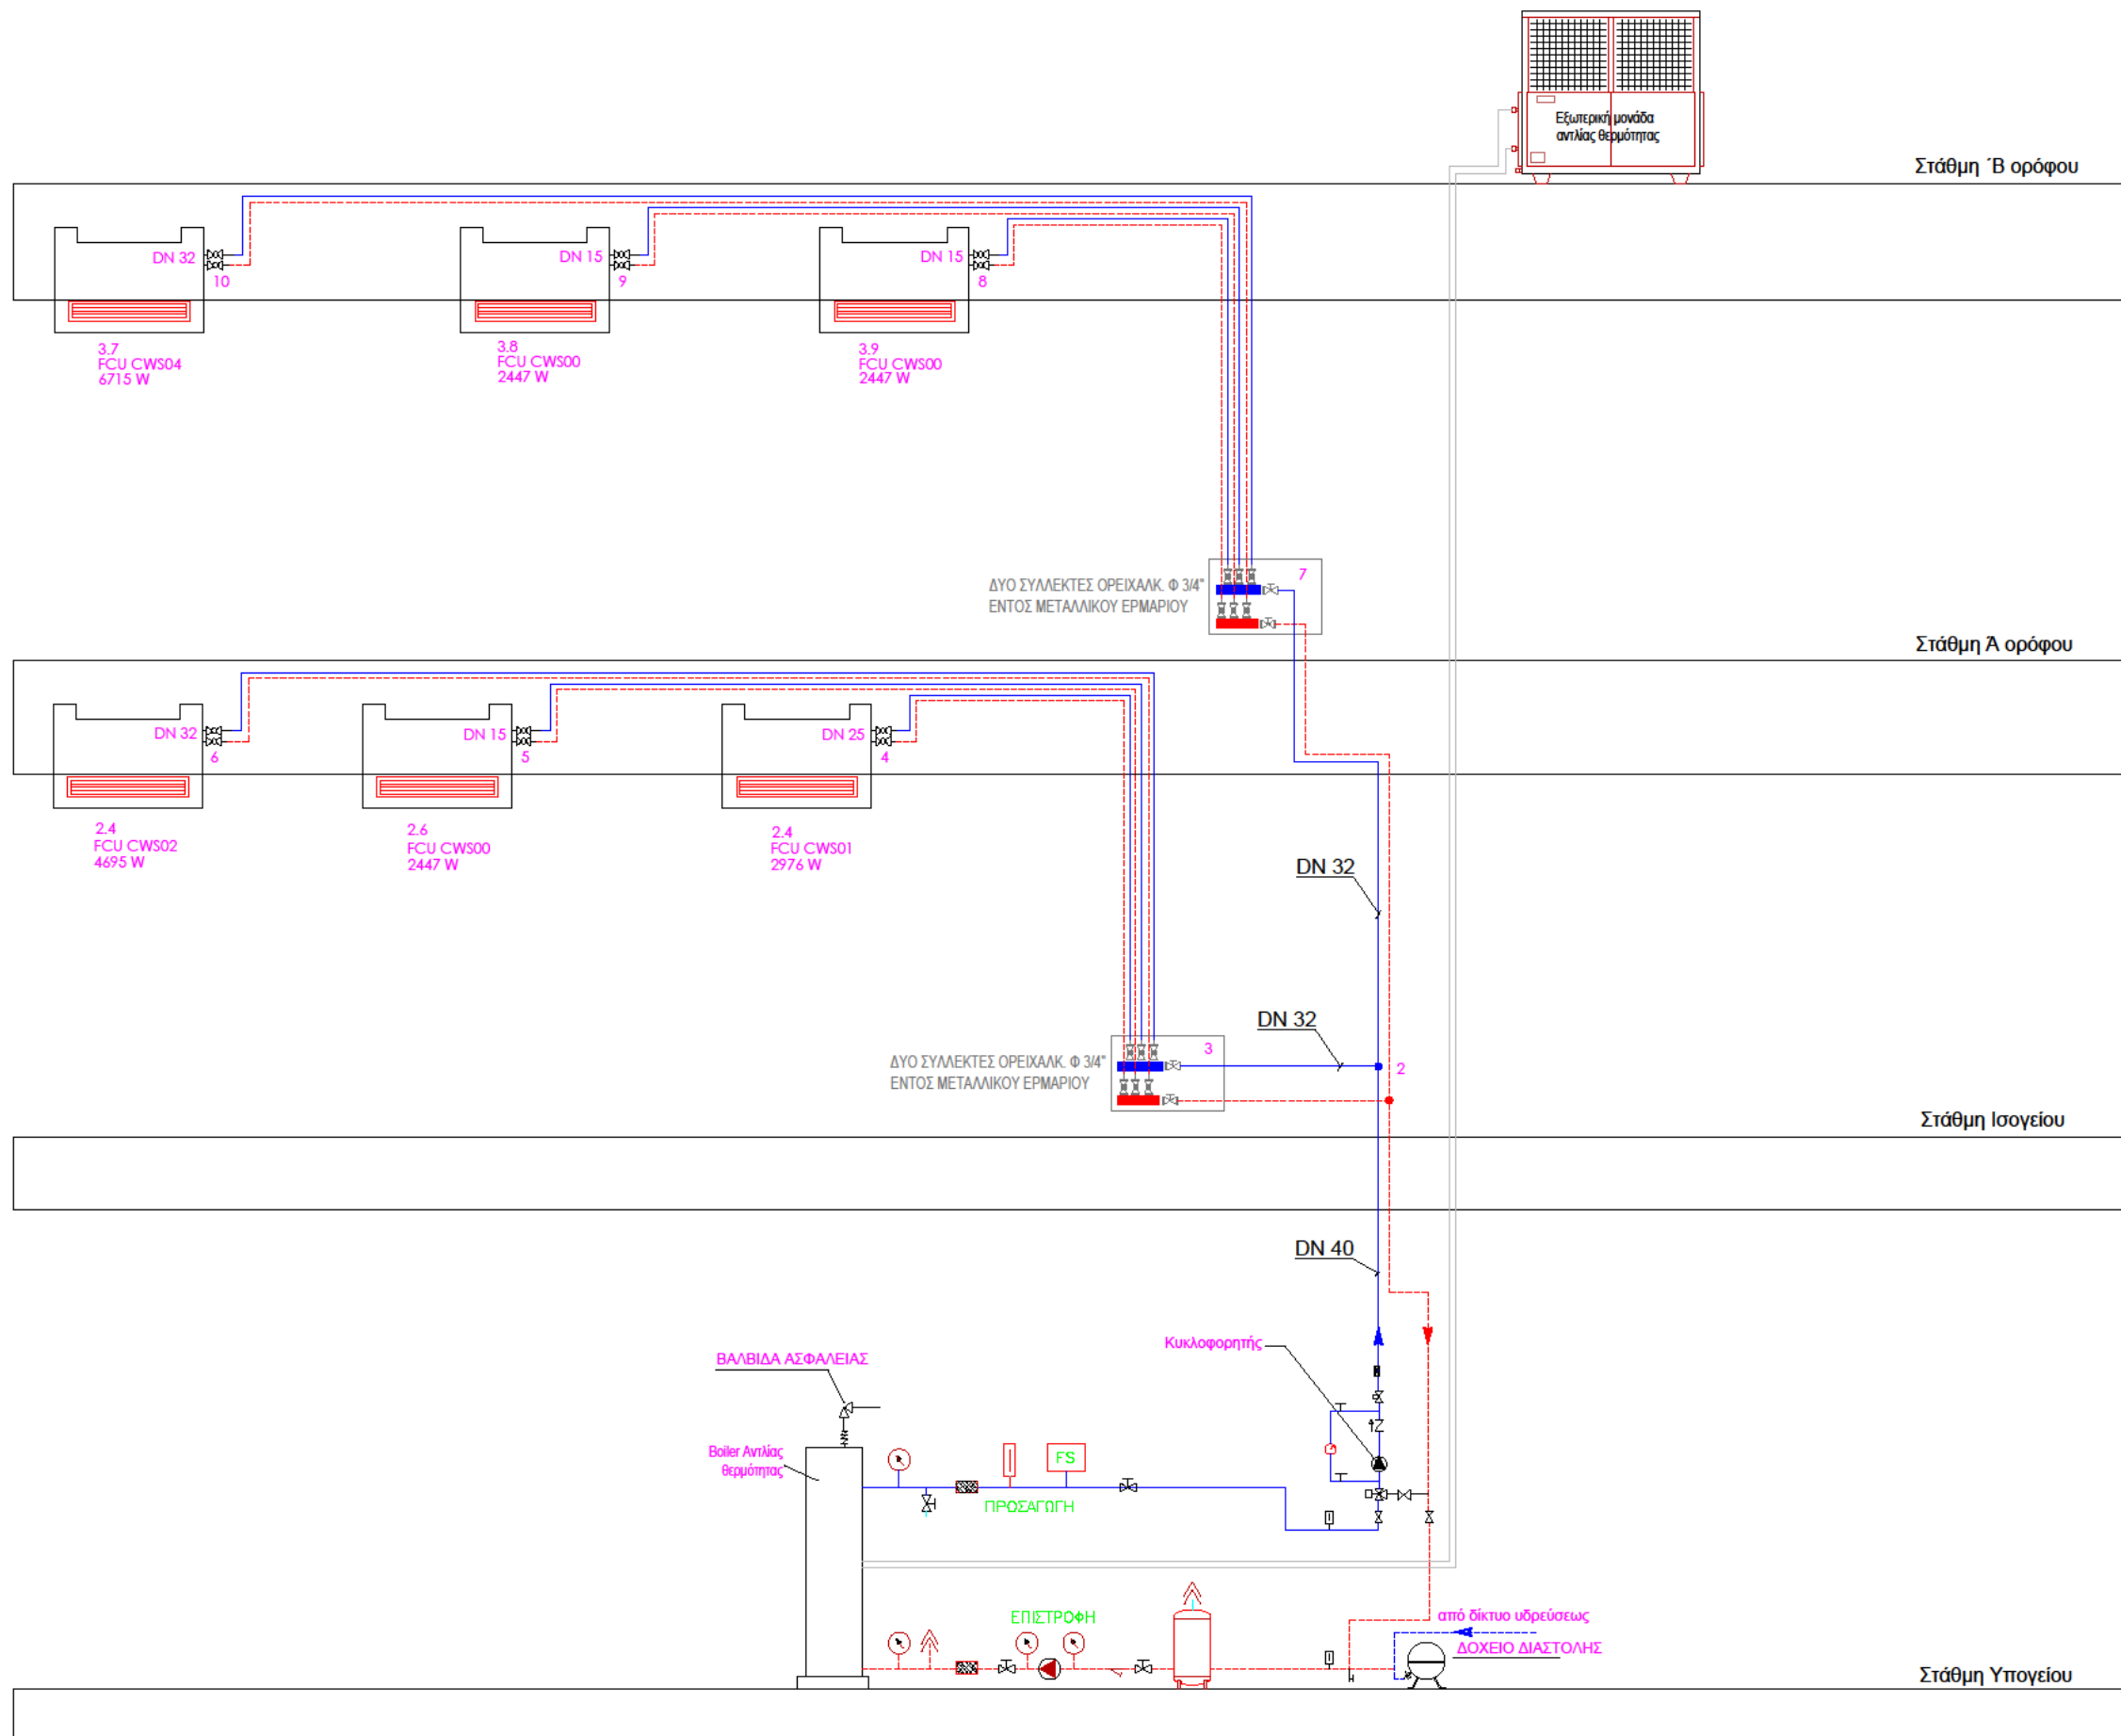 Εξωτερική μονάδα
αντλίας θερμότητας
Στάθμη ΄Β ορόφου
DN 32
10
DN 15
9
DN 15
8
3.7
FCU CWS04
6715 W
3.8
FCU CWS00
2447 W
3.9
FCU CWS00
2447 W
ΔΥΟ ΣΥΛΛΕΚΤΕΣ ΟΡΕΙΧΑΛΚ. Φ 3/4"
ΕΝΤΟΣ ΜΕΤΑΛΛΙΚΟΥ ΕΡΜΑΡΙΟΥ
7
Στάθμη Ά ορόφου
DN 32
6
DN 15
5
DN 25
4
2.4
FCU CWS02
4695 W
2.6
FCU CWS00
2447 W
2.4
FCU CWS01
2976 W
DN 32
DN 32
ΔΥΟ ΣΥΛΛΕΚΤΕΣ ΟΡΕΙΧΑΛΚ. Φ 3/4"
ΕΝΤΟΣ ΜΕΤΑΛΛΙΚΟΥ ΕΡΜΑΡΙΟΥ
3
2
Στάθμη Ισογείου
DN 40
Κυκλοφορητής
ΒΑΛΒΙΔΑ ΑΣΦΑΛΕΙΑΣ
Boiler Αντλίας
θερμότητας
FS
ΠΡΟΣΑΓΩΓΗ
ΕΠΙΣΤΡΟΦΗ
από δίκτυο υδρεύσεως
ΔΟΧΕΙΟ ΔΙΑΣΤΟΛΗΣ
Στάθμη Υπογείου